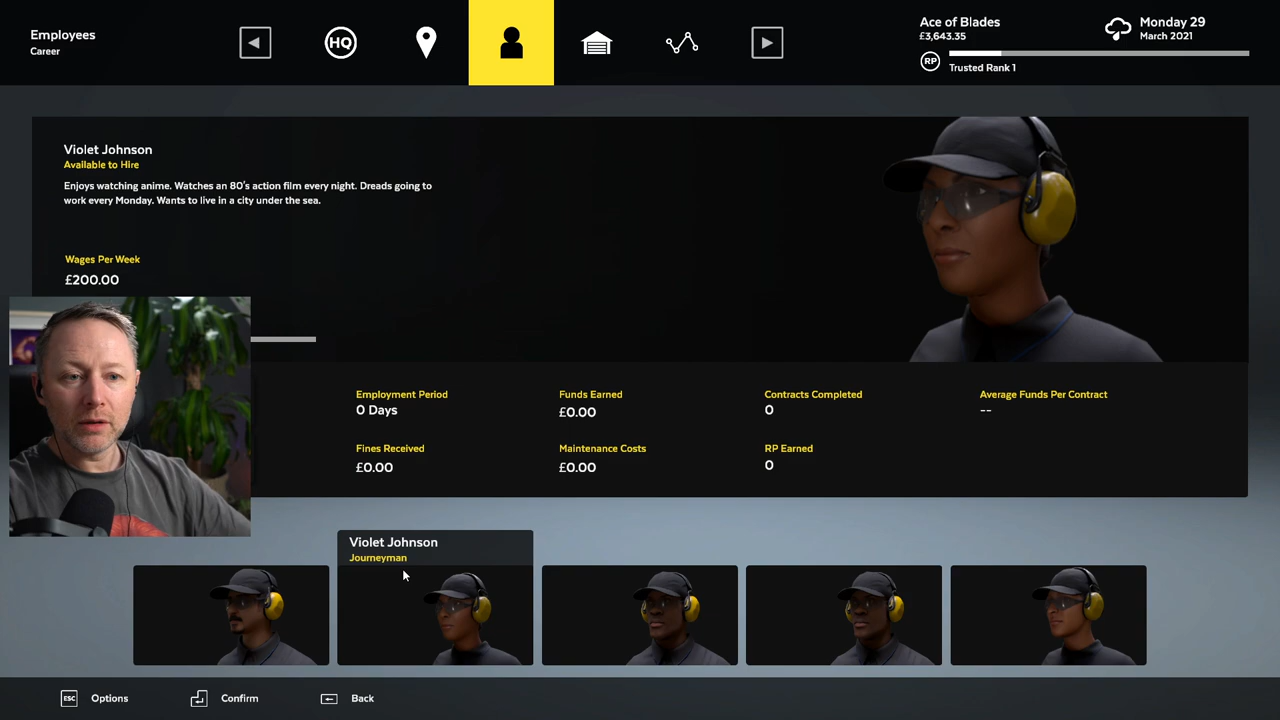 Employees
Career
HQ
Ace of Blades
£3,643.35
Monday 29
March 2021
RP
Trusted Rank 1
Violet Johnson
Available to Hire
Enjoys watching anime. Watches an 80's action film every night. Dreads going to
work every Monday. Wants to live in a city under the sea.
Wages Per Week
£200.00
Employment Period
0 Days
Funds Earned
£0.00
Contracts Completed
0
Average Funds Per Contract
--
Fines Received
£0.00
Maintenance Costs
£0.00
RP Earned
0
Violet Johnson
Journeyman
ESC Options
Confirm
Back